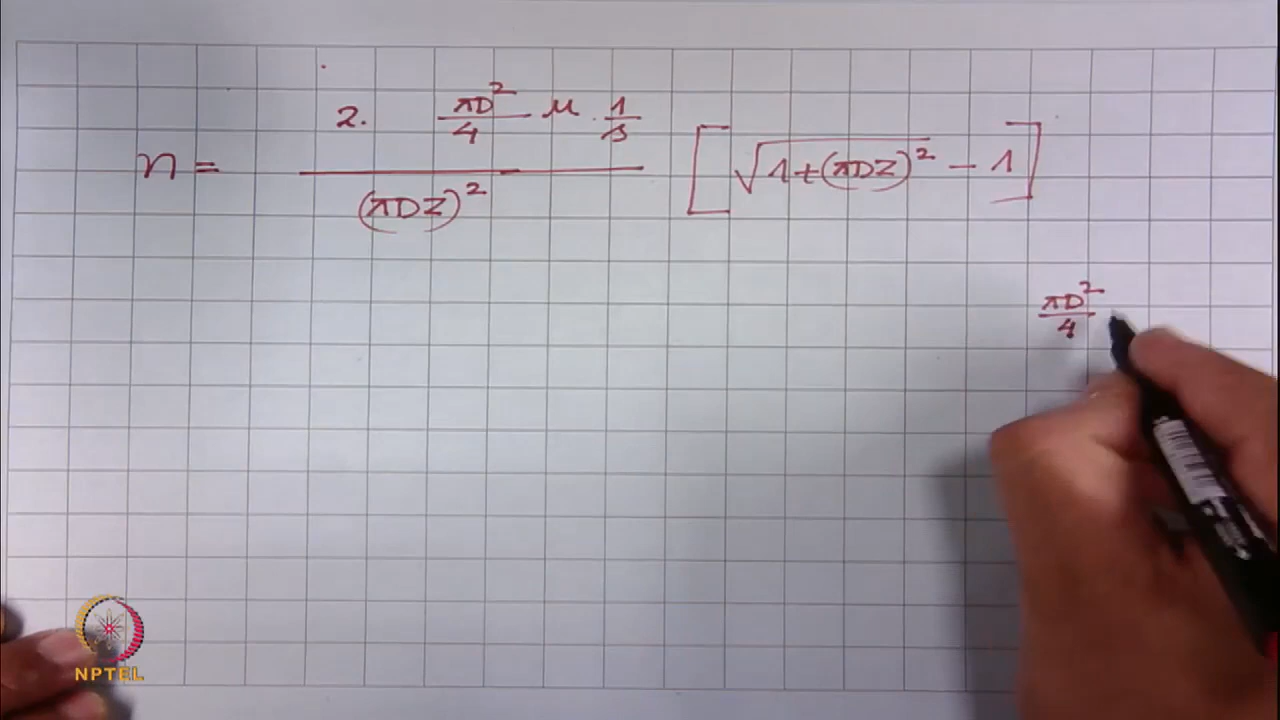 n = 2. πD²/4 μ . 1/s / (πDZ)² [√1+(πDZ)² − 1]
πD²/4
NPTEL